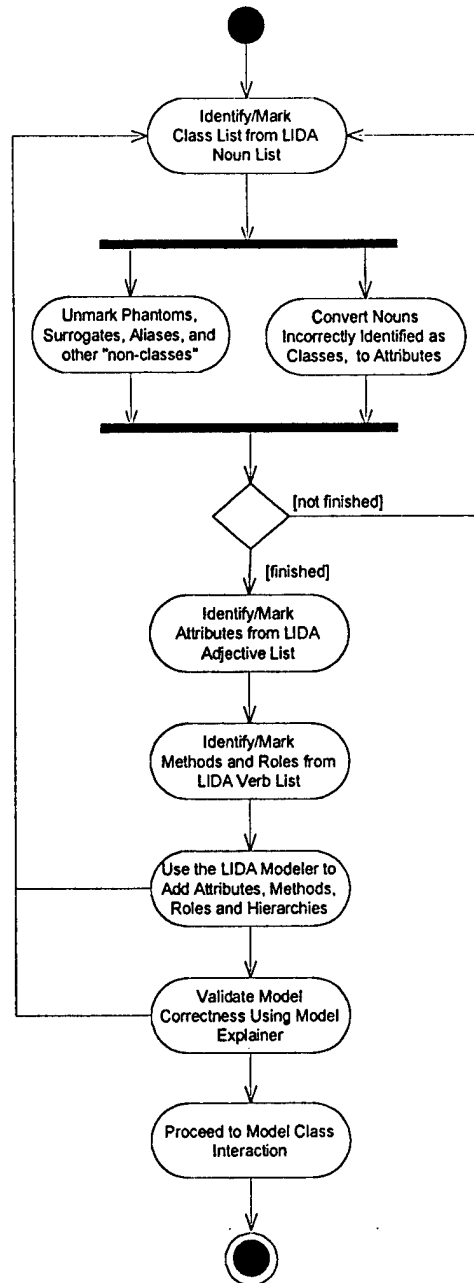 Identify/Mark
Class List from LIDA
Noun List
Unmark Phantoms,
Surrogates, Aliases, and
other "non-classes"
Convert Nouns
Incorrectly Identified as
Classes, to Attributes
[not finished]
[finished]
Identify/Mark
Attributes from LIDA
Adjective List
Identify/Mark
Methods and Roles from
LIDA Verb List
Use the LIDA Modeler to
Add Attributes, Methods,
Roles and Hierarchies
Validate Model
Correctness Using Model
Explainer
Proceed to Model Class
Interaction